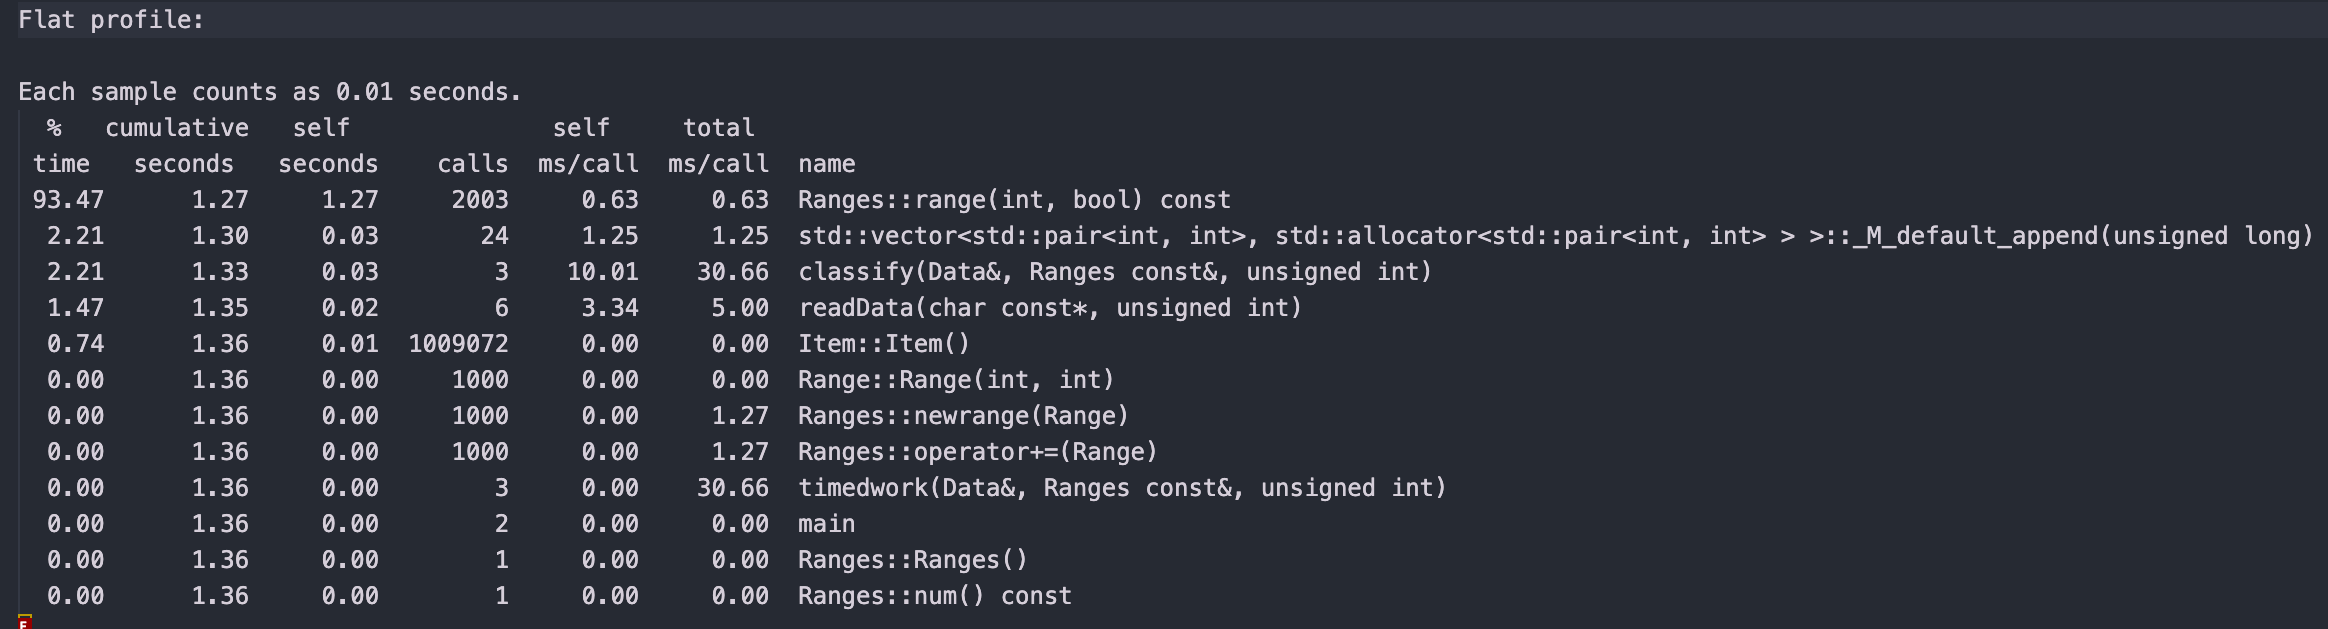 Flat profile:
Each sample counts as 0.01 seconds.
% cumulative self self total
time seconds seconds calls ms/call ms/call name
93.47 1.27 1.27 2003 0.63 0.63 Ranges::range(int, bool) const
2.21 1.30 0.03 24 1.25 1.25 std::vector<std::pair<int, int>, std::allocator<std::pair<int, int> > >::_M_default_append(unsigned long)
2.21 1.33 0.03 3 10.01 30.66 classify(Data&, Ranges const&, unsigned int)
1.47 1.35 0.02 6 3.34 5.00 readData(char const*, unsigned int)
0.74 1.36 0.01 1009072 0.00 0.00 Item::Item()
0.00 1.36 0.00 1000 0.00 0.00 Range::Range(int, int)
0.00 1.36 0.00 1000 0.00 1.27 Ranges::newrange(Range)
0.00 1.36 0.00 1000 0.00 1.27 Ranges::operator+=(Range)
0.00 1.36 0.00 3 0.00 30.66 timedwork(Data&, Ranges const&, unsigned int)
0.00 1.36 0.00 2 0.00 0.00 main
0.00 1.36 0.00 1 0.00 0.00 Ranges::Ranges()
0.00 1.36 0.00 1 0.00 0.00 Ranges::num() const